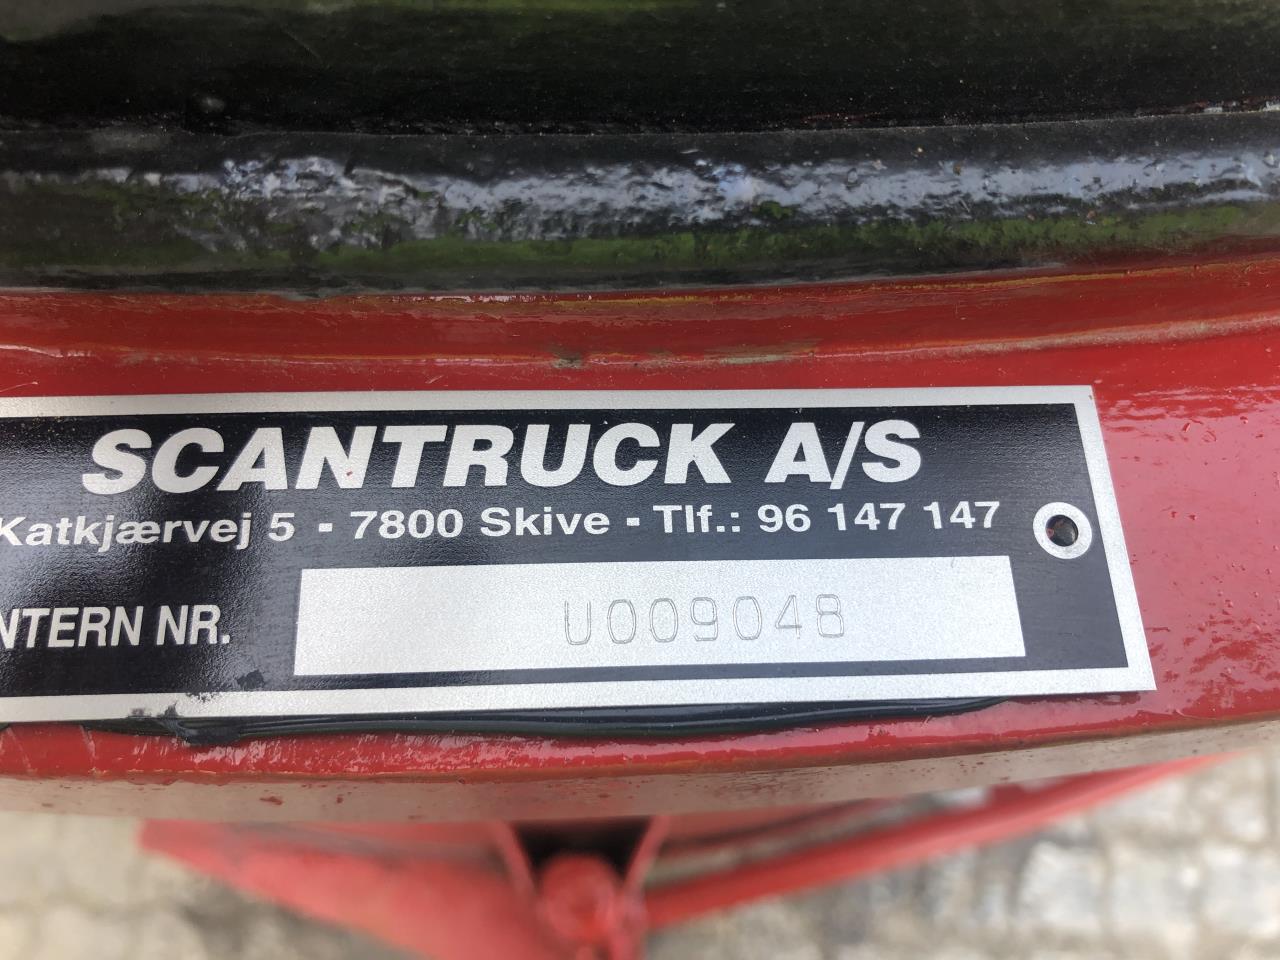 SCANTRUCK A/S
Katkjærvej 5 - 7800 Skive - Tlf.: 96 147 147
NTERN NR. U009048